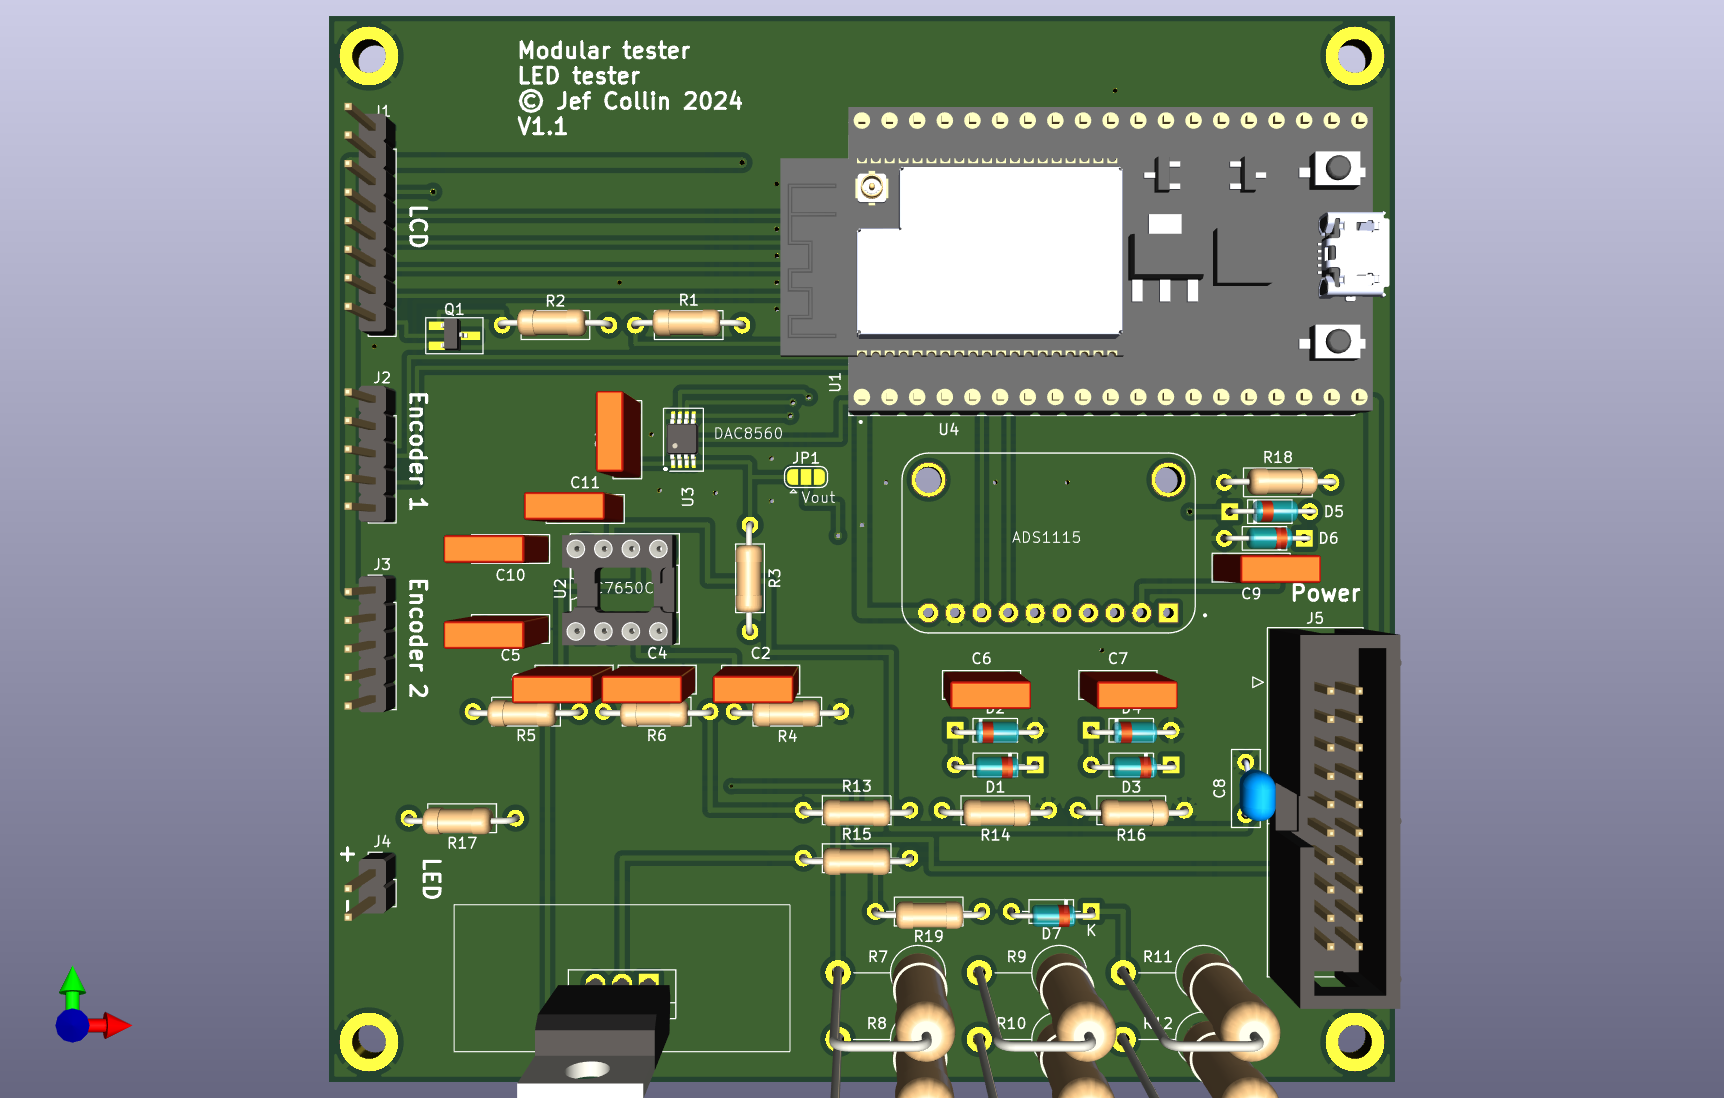 Modular tester
LED tester
© Jef Collin 2024
V1.1
J1
LCD
Q1
R2
R1
U1
J2
Encoder 1
DAC8560
U4
JP1
Vout
R18
C11
U3
D5
ADS1115
D6
C10
U2
7650C
R3
J3
Encoder 2
C9
Power
J5
C5
C4
C2
C6
C7
R5
R6
R4
D1
D3
C8
R13
R17
R14
R16
R15
J4
+
-
LED
R19
D7
K
R7
R9
R11
R8
R10
R12